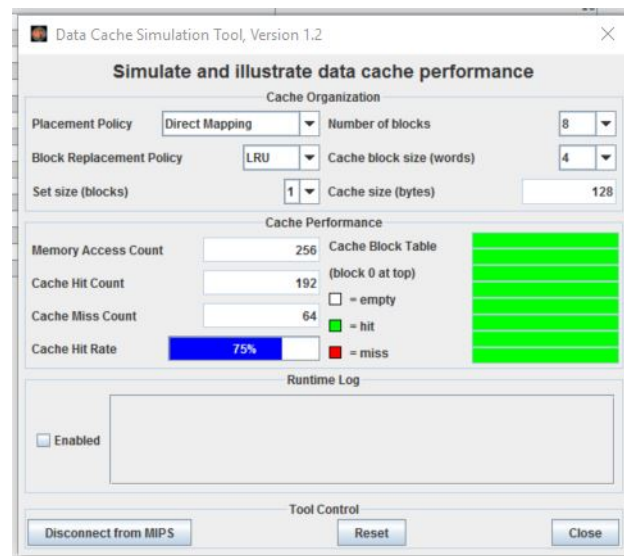 Data Cache Simulation Tool, Version 1.2
Simulate and illustrate data cache performance
Cache Organization
Placement Policy Direct Mapping Number of blocks 8
Block Replacement Policy LRU Cache block size (words) 4
Set size (blocks) 1 Cache size (bytes) 128
Cache Performance
Memory Access Count 256 Cache Block Table
(block 0 at top)
Cache Hit Count 192
= empty
Cache Miss Count 64
= hit
Cache Hit Rate 75%
= miss
Runtime Log
Enabled
Tool Control
Disconnect from MIPS Reset Close